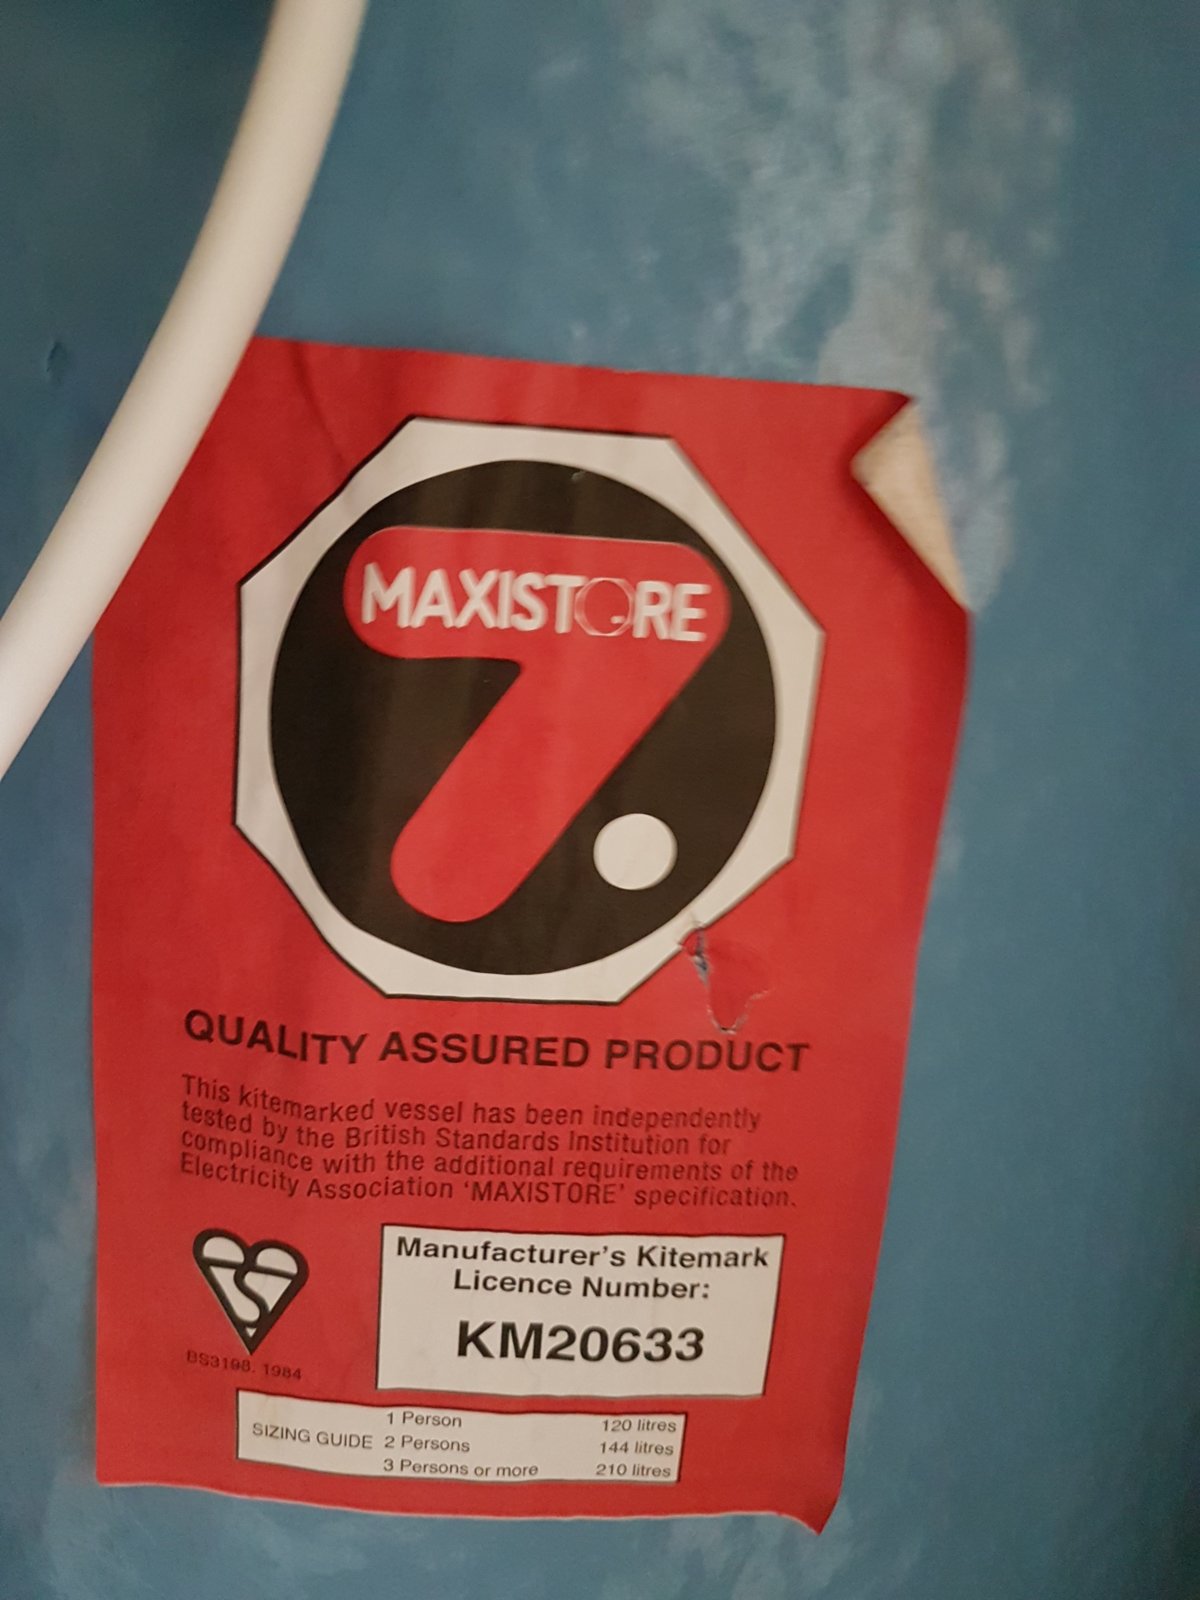 MAXISTORE
7.
QUALITY ASSURED PRODUCT
This kitemarked vessel has been independently
tested by the British Standards Institution for
compliance with the additional requirements of the
Electricity Association ‘MAXISTORE’ specification.
Manufacturer’s Kitemark
Licence Number:
KM20633
BS3198. 1984
SIZING GUIDE
1 Person 120 litres
2 Persons 144 litres
3 Persons or more 210 litres